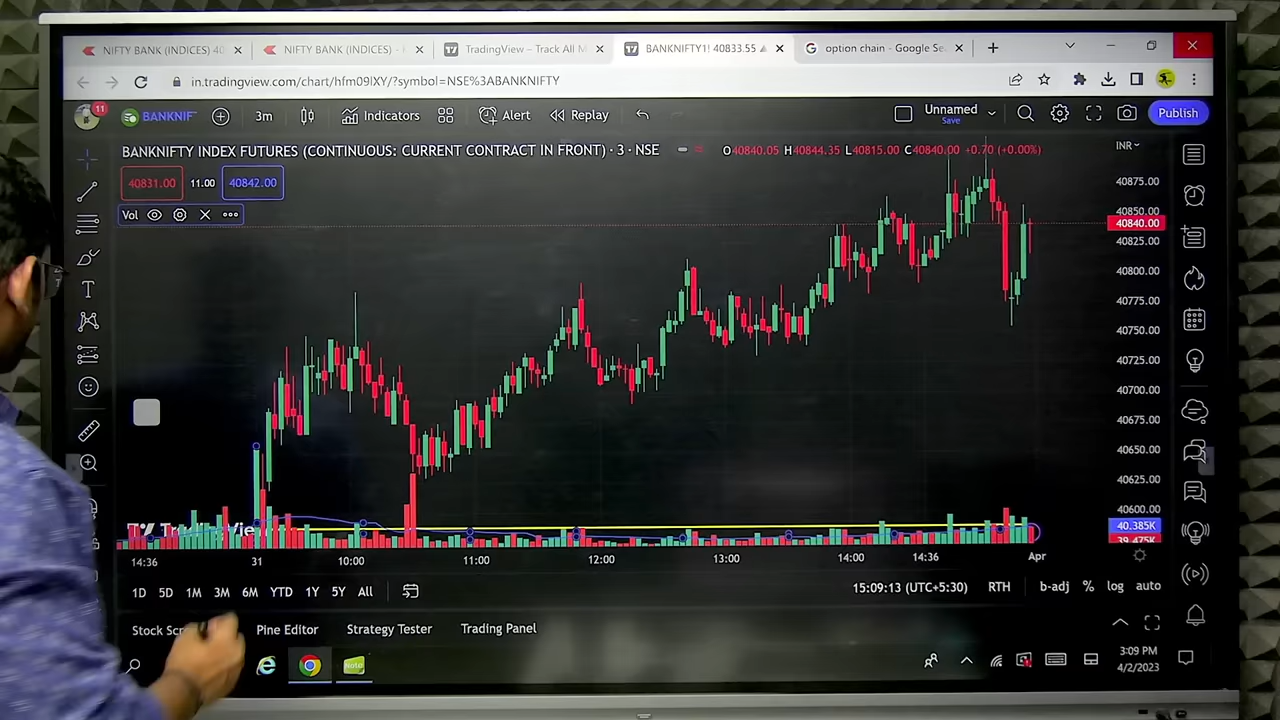 NIFTY BANK (INDICES) 40
NIFTY BANK (INDICES) -
TradingView – Track All M
BANKNIFTY1! 40833.55
option chain - Google Se
in.tradingview.com/chart/hfm09lXY/?symbol=NSE%3ABANKNIFTY
11
BANKNIF
3m
Indicators
Alert
Replay
Unnamed
Save
Publish
BANKNIFTY INDEX FUTURES (CONTINUOUS: CURRENT CONTRACT IN FRONT) · 3 · NSE
O40840.05 H40844.35 L40815.00 C40840.00 +0.70 (+0.00%)
INR
40831.00 11.00 40842.00
Vol
40875.00
40850.00
40840.00
40825.00
40800.00
40775.00
40750.00
40725.00
40700.00
40675.00
40650.00
40625.00
40600.00
40.385K
39.475K
TradingView
14:36 31 10:00 11:00 12:00 13:00 14:00 14:36 Apr
1D 5D 1M 3M 6M YTD 1Y 5Y All
15:09:13 (UTC+5:30) RTH b-adj % log auto
Stock Pine Editor Strategy Tester Trading Panel
3:09 PM
4/2/2023